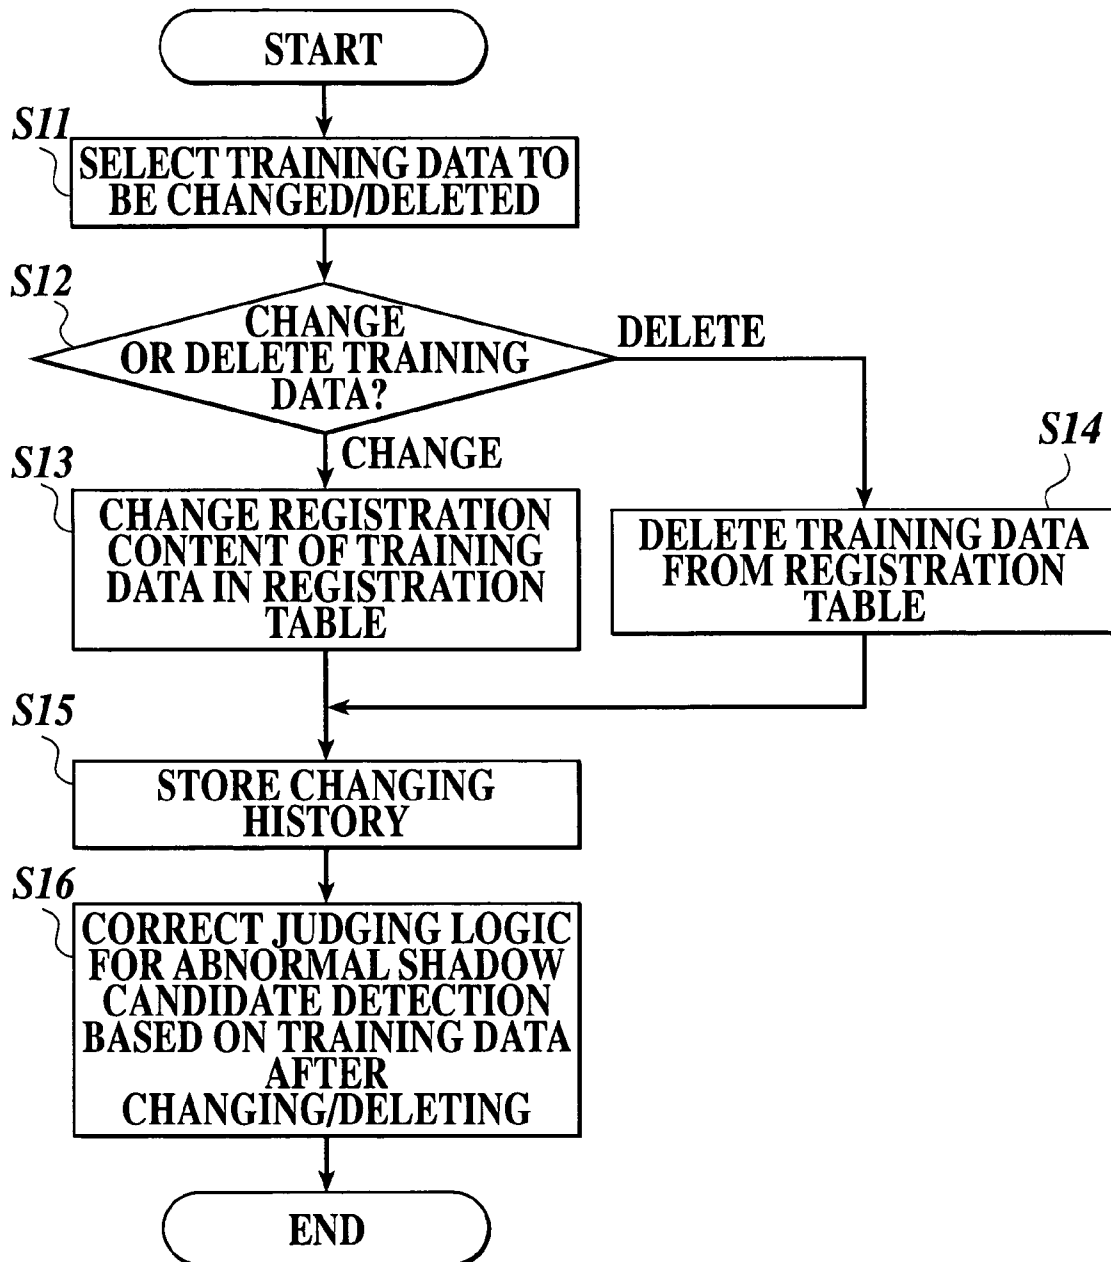 START
S11
SELECT TRAINING DATA TO
BE CHANGED/DELETED
S12
CHANGE
OR DELETE TRAINING
DATA?
DELETE
CHANGE
S13
CHANGE REGISTRATION
CONTENT OF TRAINING
DATA IN REGISTRATION
TABLE
S14
DELETE TRAINING DATA
FROM REGISTRATION
TABLE
S15
STORE CHANGING
HISTORY
S16
CORRECT JUDGING LOGIC
FOR ABNORMAL SHADOW
CANDIDATE DETECTION
BASED ON TRAINING DATA
AFTER
CHANGING/DELETING
END